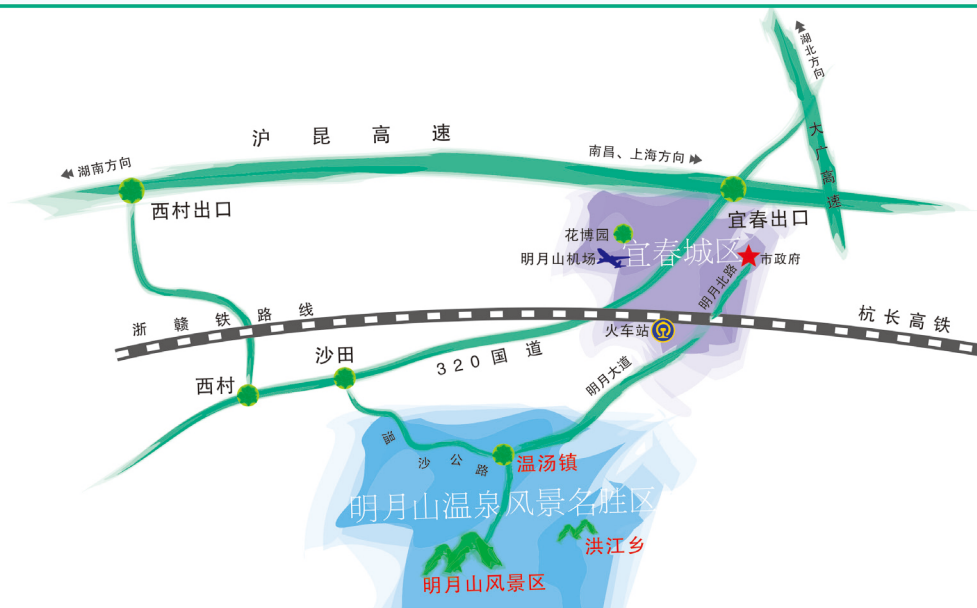 湖北方向
大广高速
沪昆高速
湖南方向
南昌、上海方向
西村出口
宜春出口
花博园
宜春城区
明月山机场
市政府
明月北路
浙赣铁路线
杭长高铁
火车站
320国道
沙田
明月大道
西村
温沙公路
温汤镇
明月山温泉风景名胜区
洪江乡
明月山风景区